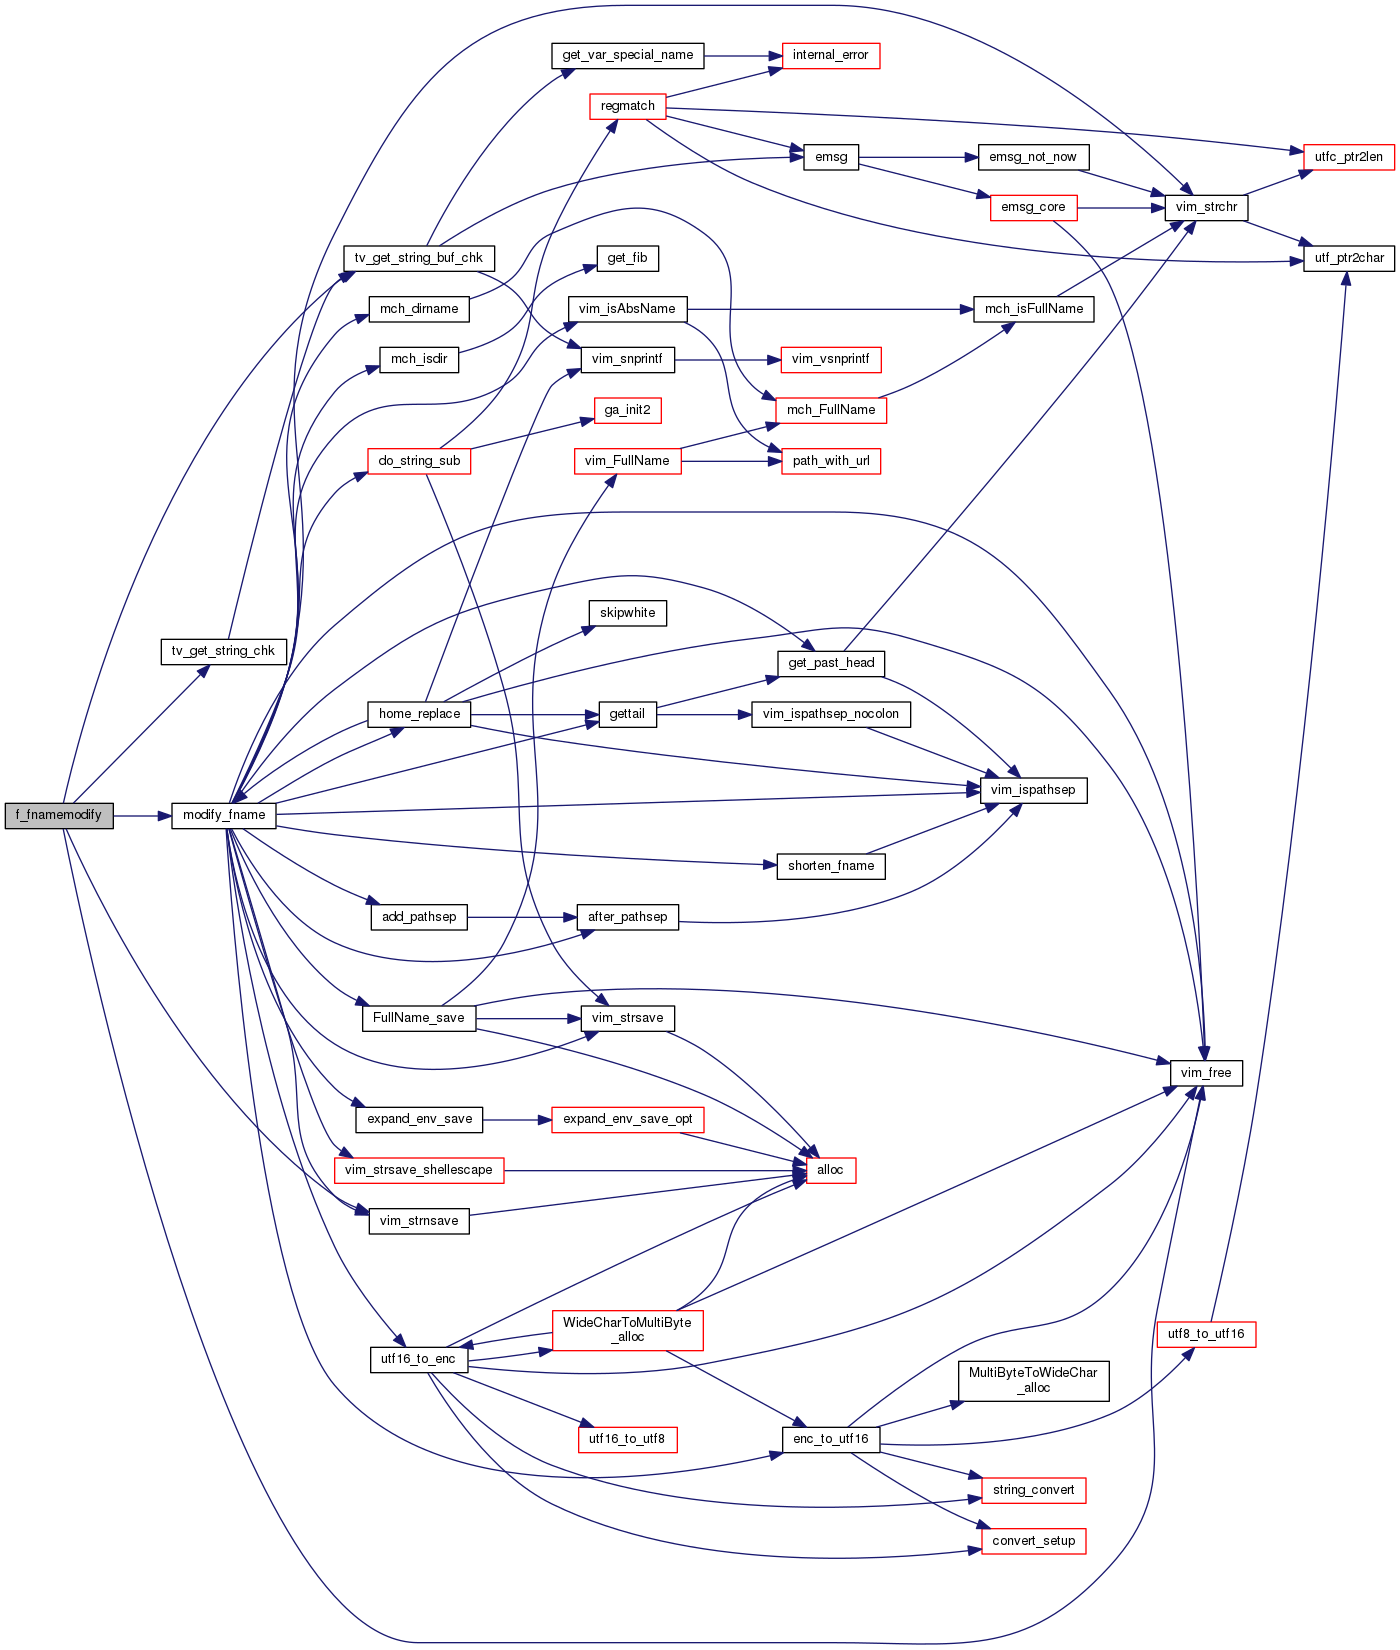 get_var_special_name
internal_error
regmatch
emsg
emsg_not_now
utfc_ptr2len
emsg_core
vim_strchr
tv_get_string_buf_chk
get_fib
utf_ptr2char
mch_dirname
vim_isAbsName
mch_isFullName
mch_isdir
vim_snprintf
vim_vsnprintf
ga_init2
mch_FullName
do_string_sub
vim_FullName
path_with_url
skipwhite
tv_get_string_chk
get_past_head
home_replace
gettail
vim_ispathsep_nocolon
vim_ispathsep
f_fnamemodify
modify_fname
shorten_fname
add_pathsep
after_pathsep
FullName_save
vim_strsave
vim_free
expand_env_save
expand_env_save_opt
vim_strsave_shellescape
alloc
vim_strnsave
WideCharToMultiByte
_alloc
utf8_to_utf16
utf16_to_enc
MultiByteToWideChar
_alloc
utf16_to_utf8
enc_to_utf16
string_convert
convert_setup